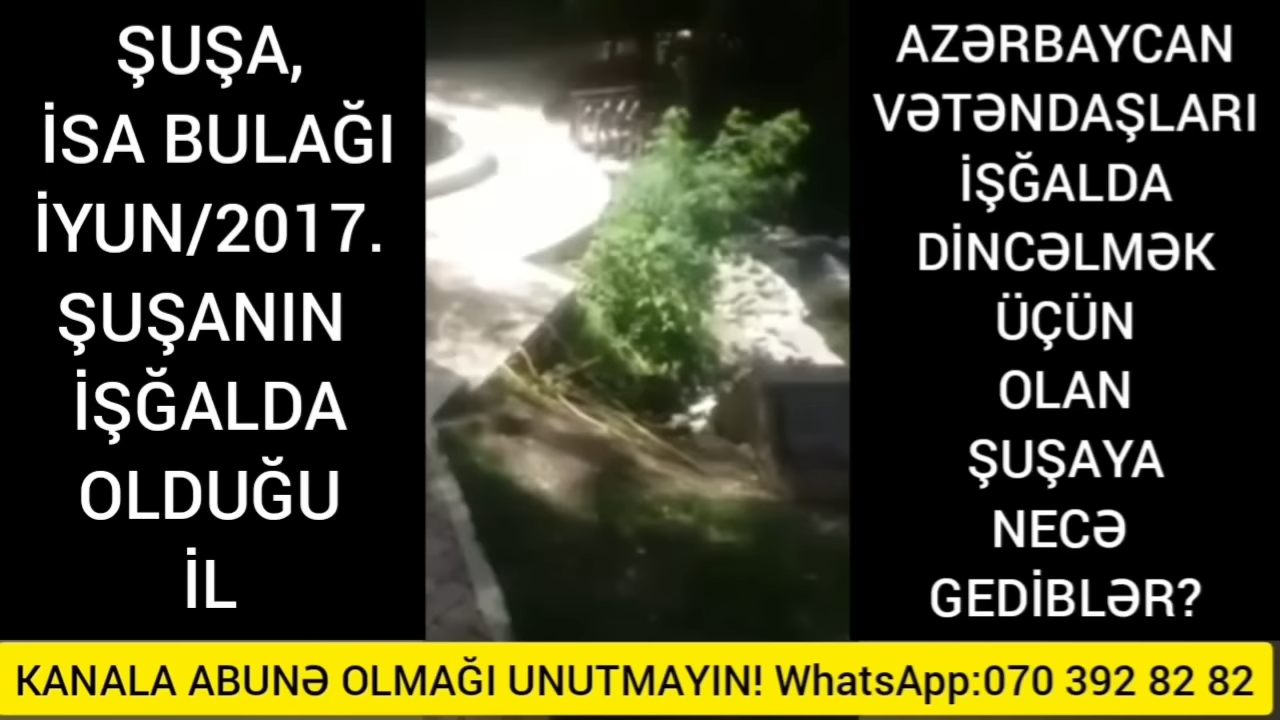 ŞUŞA,
İSA BULAĞI
İYUN/2017.
ŞUŞANIN
İŞĞALDA
OLDUĞU
İL
AZƏRBAYCAN
VƏTƏNDAŞLARI
İŞĞALDA
DİNCƏLMƏK
ÜÇÜN
OLAN
ŞUŞAYA
NECƏ
GEDİBLƏR?
KANALA ABUNƏ OLMAĞI UNUTMAYIN! WhatsApp:070 392 82 82